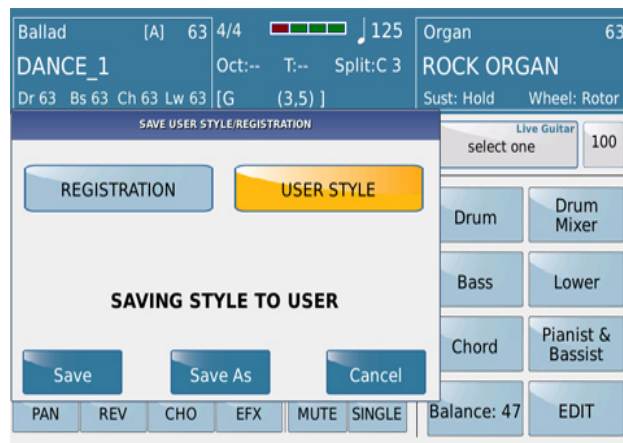 Ballad [A] 63 4/4 125 Organ 63
DANCE_1 Oct:-- T:-- Split:C 3 ROCK ORGAN
Dr 63 Bs 63 Ch 63 Lw 63 [G (3,5) ] Sust: Hold Wheel: Rotor
SAVE USER STYLE/REGISTRATION
Live Guitar
select one 100
REGISTRATION USER STYLE
Drum Drum
Mixer
Bass Lower
SAVING STYLE TO USER
Chord Pianist &
Bassist
Save Save As Cancel
PAN REV CHO EFX MUTE SINGLE Balance: 47 EDIT